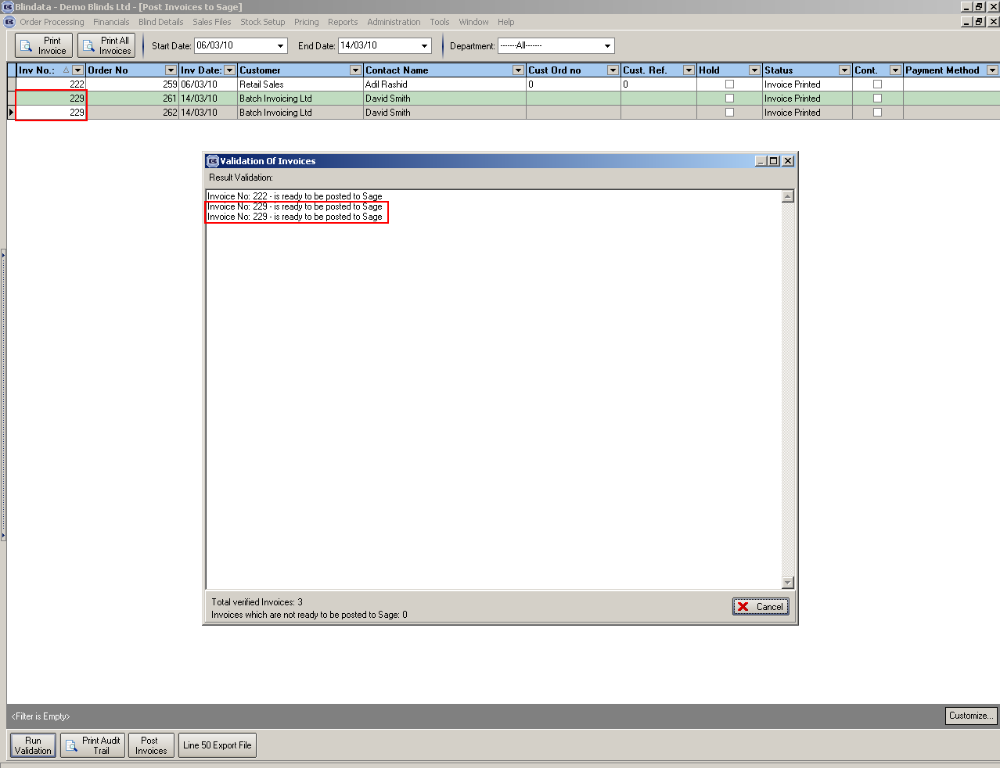 Blindata - Demo Blinds Ltd - [Post Invoices to Sage]
Order Processing Financials Blind Details Sales Files Stock Setup Pricing Reports Administration Tools Window Help
Print Invoice Print All Invoices Start Date: 06/03/10 End Date: 14/03/10 Department: -------All-------
Inv No.: Order No Inv Date: Customer Contact Name Cust Ord no Cust. Ref. Hold Status Cont. Payment Method
222 259 06/03/10 Retail Sales Adil Rashid 0 0 Invoice Printed
229 261 14/03/10 Batch Invoicing Ltd David Smith Invoice Printed
229 262 14/03/10 Batch Invoicing Ltd David Smith Invoice Printed
Validation Of Invoices
Result Validation:
Invoice No: 222 - is ready to be posted to Sage
Invoice No: 229 - is ready to be posted to Sage
Invoice No: 229 - is ready to be posted to Sage
Total verified Invoices: 3
Invoices which are not ready to be posted to Sage: 0
Cancel
<Filter is Empty>
Customize...
Run Validation Print Audit Trail Post Invoices Line 50 Export File